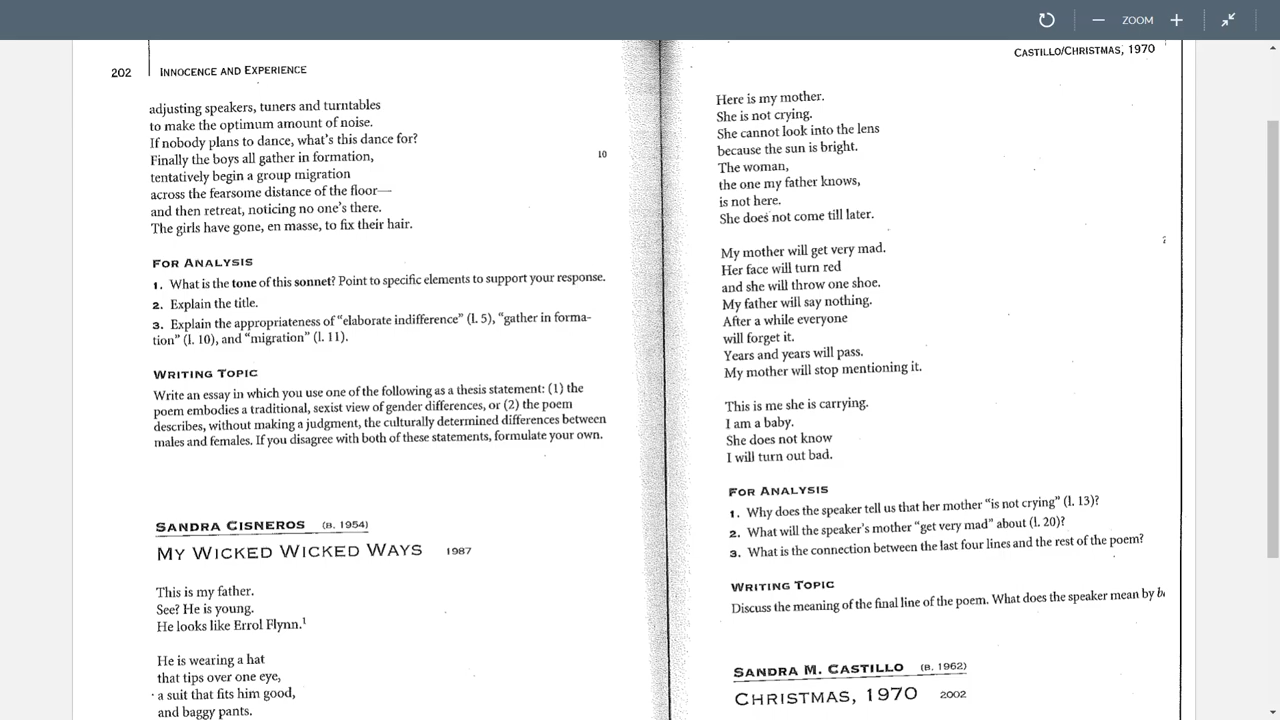 ZOOM
202 INNOCENCE AND EXPERIENCE
adjusting speakers, tuners and turntables
to make the optimum amount of noise.
If nobody plans to dance, what's this dance for?
Finally the boys all gather in formation,
10
tentatively begin a group migration
across the fearsome distance of the floor—
and then retreat, noticing no one's there.
The girls have gone, en masse, to fix their hair.
FOR ANALYSIS
1. What is the tone of this sonnet? Point to specific elements to support your response.
2. Explain the title.
3. Explain the appropriateness of “elaborate indifference” (l. 5), “gather in forma-
tion” (l. 10), and “migration” (l. 11).
WRITING TOPIC
Write an essay in which you use one of the following as a thesis statement: (1) the
poem embodies a traditional, sexist view of gender differences, or (2) the poem
describes, without making a judgment, the culturally determined differences between
males and females. If you disagree with both of these statements, formulate your own.
SANDRA CISNEROS (B. 1954)
MY WICKED WICKED WAYS 1987
This is my father.
See? He is young.
He looks like Errol Flynn.1
He is wearing a hat
that tips over one eye,
a suit that fits him good,
and baggy pants.
CASTILLO/CHRISTMAS, 1970
Here is my mother.
She is not crying.
She cannot look into the lens
because the sun is bright.
The woman,
the one my father knows,
is not here.
She does not come till later.
My mother will get very mad.
Her face will turn red
and she will throw one shoe.
My father will say nothing.
After a while everyone
will forget it.
Years and years will pass.
My mother will stop mentioning it.
This is me she is carrying.
I am a baby.
She does not know
I will turn out bad.
FOR ANALYSIS
1. Why does the speaker tell us that her mother “is not crying” (l. 13)?
2. What will the speaker's mother “get very mad” about (l. 20)?
3. What is the connection between the last four lines and the rest of the poem?
WRITING TOPIC
Discuss the meaning of the final line of the poem. What does the speaker mean by
SANDRA M. CASTILLO (B. 1962)
CHRISTMAS, 1970 2002